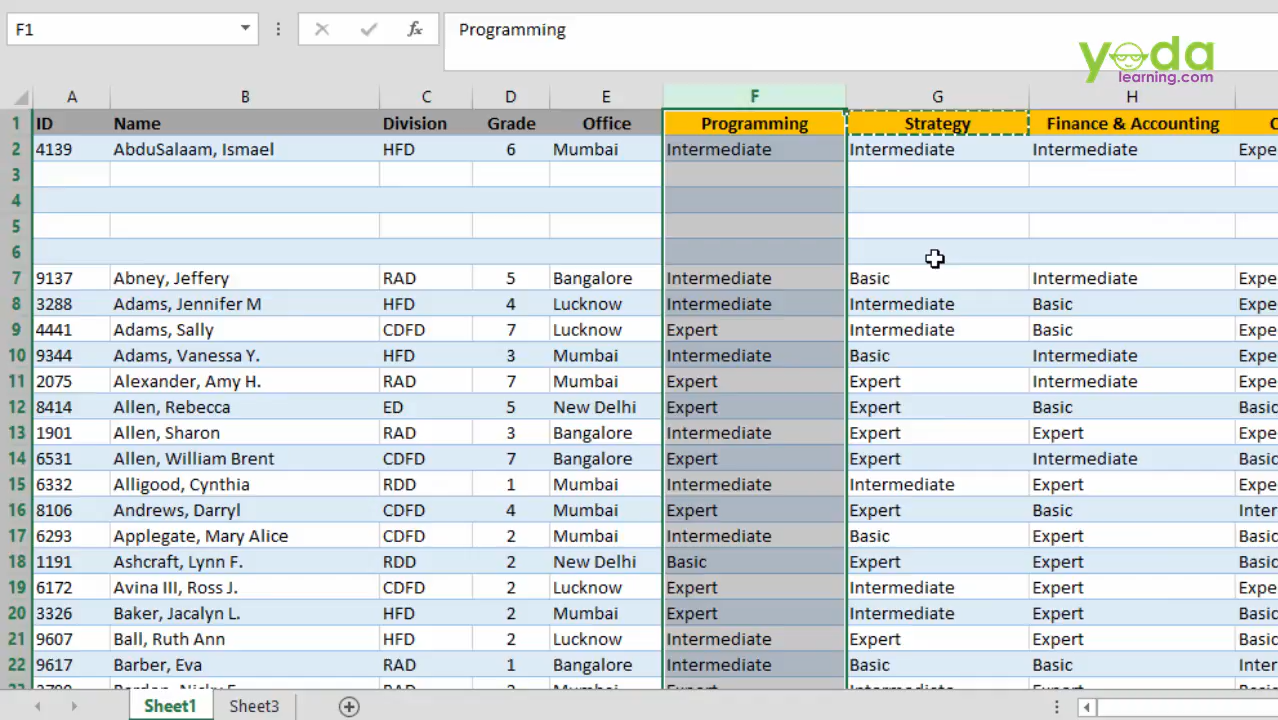 F1 fx Programming
yoda
learning.com
A B C D E F G H
1 ID Name Division Grade Office Programming Strategy Finance & Accounting
2 4139 AbduSalaam, Ismael HFD 6 Mumbai Intermediate Intermediate Intermediate Expe
3
4
5
6
7 9137 Abney, Jeffery RAD 5 Bangalore Intermediate Basic Intermediate Expe
8 3288 Adams, Jennifer M HFD 4 Lucknow Intermediate Intermediate Basic Expe
9 4441 Adams, Sally CDFD 7 Lucknow Expert Intermediate Basic Expe
10 9344 Adams, Vanessa Y. HFD 3 Mumbai Intermediate Basic Intermediate Expe
11 2075 Alexander, Amy H. RAD 7 Mumbai Expert Expert Intermediate Expe
12 8414 Allen, Rebecca ED 5 New Delhi Expert Expert Basic Basic
13 1901 Allen, Sharon RAD 3 Bangalore Intermediate Expert Expert Basic
14 6531 Allen, William Brent CDFD 7 Bangalore Expert Expert Intermediate Basic
15 6332 Alligood, Cynthia RDD 1 Mumbai Intermediate Intermediate Expert Expe
16 8106 Andrews, Darryl CDFD 4 Mumbai Expert Expert Basic Inter
17 6293 Applegate, Mary Alice CDFD 2 Mumbai Intermediate Basic Expert Expe
18 1191 Ashcraft, Lynn F. RDD 2 New Delhi Basic Expert Expert Expe
19 6172 Avina III, Ross J. CDFD 2 Lucknow Expert Intermediate Expert Expe
20 3326 Baker, Jacalyn L. HFD 2 Mumbai Expert Intermediate Expert Basic
21 9607 Ball, Ruth Ann HFD 2 Lucknow Intermediate Expert Expert Basic
22 9617 Barber, Eva RAD 1 Bangalore Intermediate Basic Basic Inter
Sheet1 Sheet3